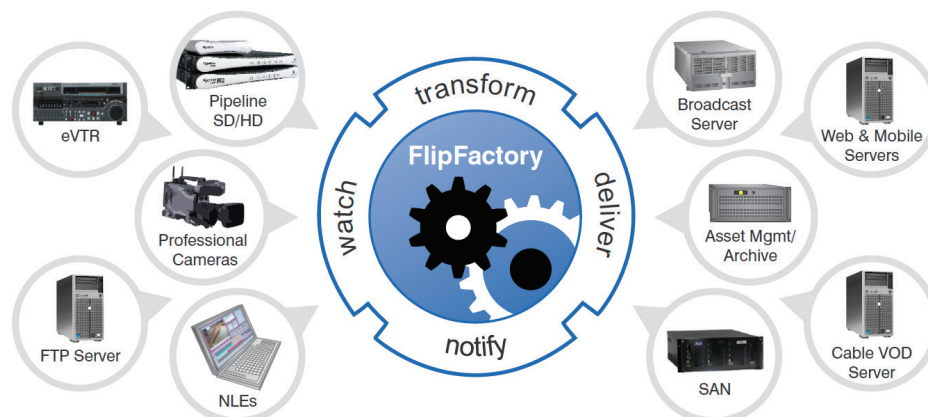 eVTR
Pipeline
SD/HD
Professional
Cameras
FTP Server
NLEs
transform
watch
FlipFactory
deliver
notify
Broadcast
Server
Web & Mobile
Servers
Asset Mgmt/
Archive
Cable VOD
Server
SAN